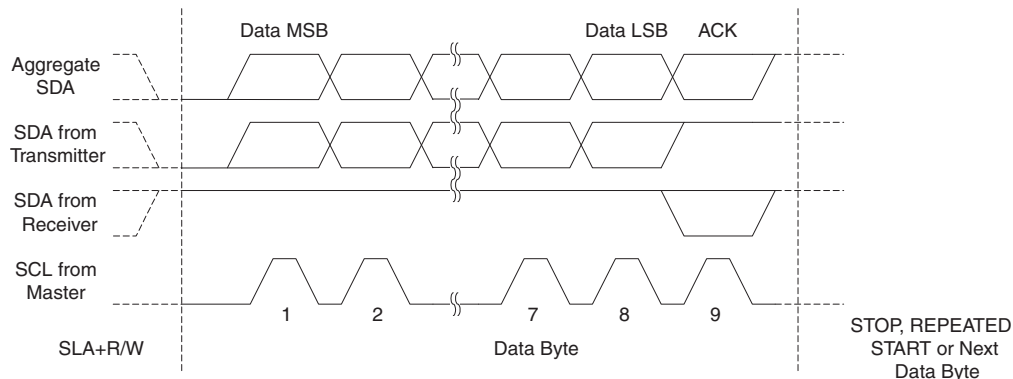 Data MSB
Data LSB
ACK
Aggregate
SDA
SDA from
Transmitter
SDA from
Receiver
SCL from
Master
1
2
7
8
9
SLA+R/W
Data Byte
STOP, REPEATED
START or Next
Data Byte